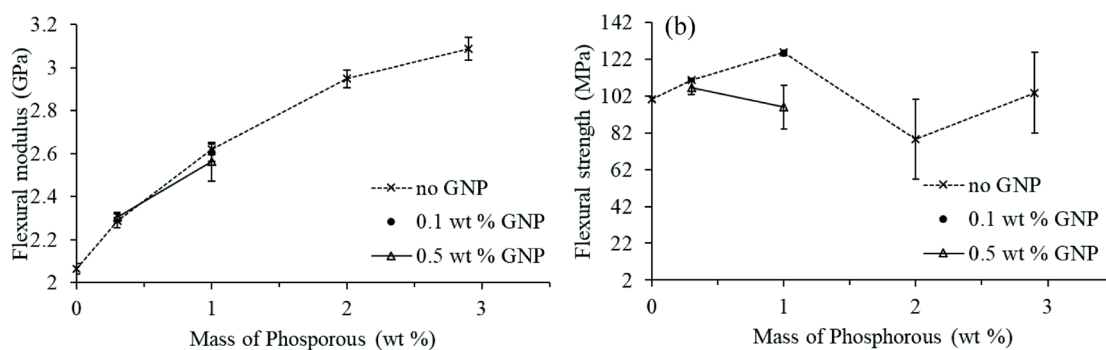 Flexural modulus (GPa)
3.2
3
2.8
2.6
2.4
2.2
2
0
1
2
3
Mass of Phosporous (wt %)
no GNP
0.1 wt % GNP
0.5 wt % GNP
(b)
Flexural strength (MPa)
142
122
102
82
62
42
22
2
0
1
2
3
Mass of Phosphorous (wt %)
no GNP
0.1 wt % GNP
0.5 wt % GNP